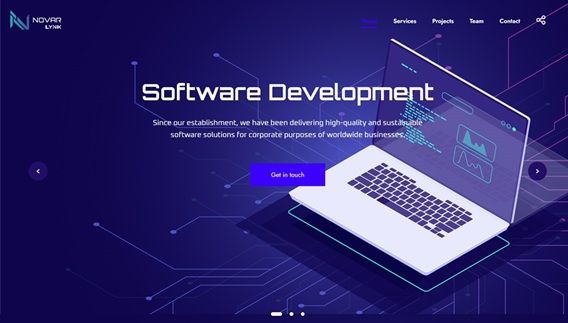 NOVAR
LYNK
Home
Services
Projects
Team
Contact
Software Development
Since our establishment, we have been delivering high-quality and sustainable
software solutions for corporate purposes of worldwide businesses.
Get in touch